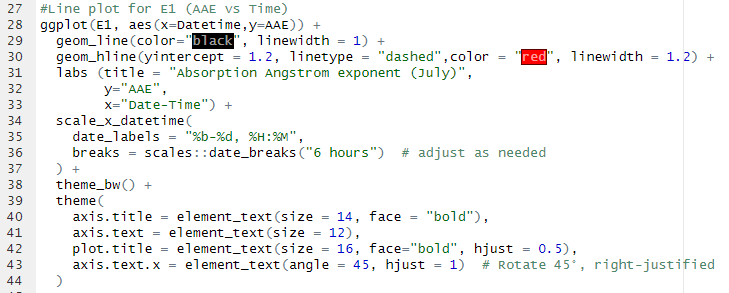 27 #Line plot for E1 (AAE vs Time)
28 ggplot(E1, aes(x=Datetime,y=AAE)) +
29   geom_line(color="black", linewidth = 1) +
30   geom_hline(yintercept = 1.2, linetype = "dashed",color = "red", linewidth = 1.2) +
31   labs (title = "Absorption Angstrom exponent (July)",
32         y="AAE",
33         x="Date-Time") +
34   scale_x_datetime(
35     date_labels = "%b-%d, %H:%M",
36     breaks = scales::date_breaks("6 hours")  # adjust as needed
37   ) +
38   theme_bw() +
39   theme(
40     axis.title = element_text(size = 14, face = "bold"),
41     axis.text = element_text(size = 12),
42     plot.title = element_text(size = 16, face="bold", hjust = 0.5),
43     axis.text.x = element_text(angle = 45, hjust = 1)  # Rotate 45°, right-justified
44   )